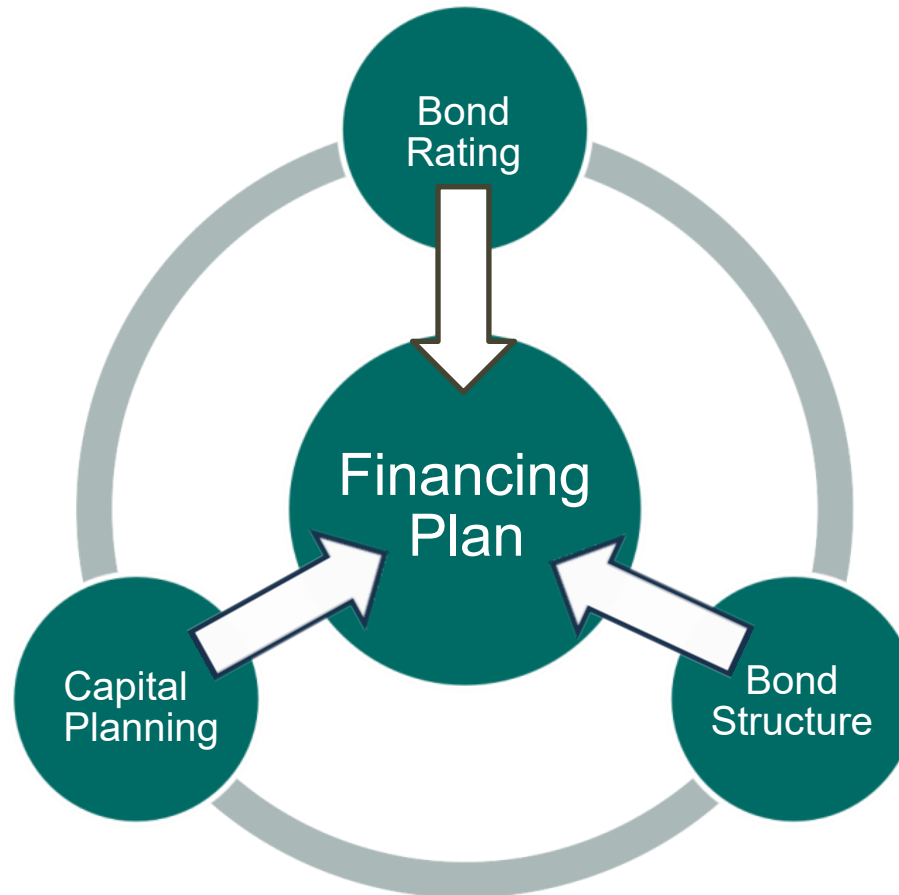 Bond
Rating
Financing
Plan
Capital
Planning
Bond
Structure